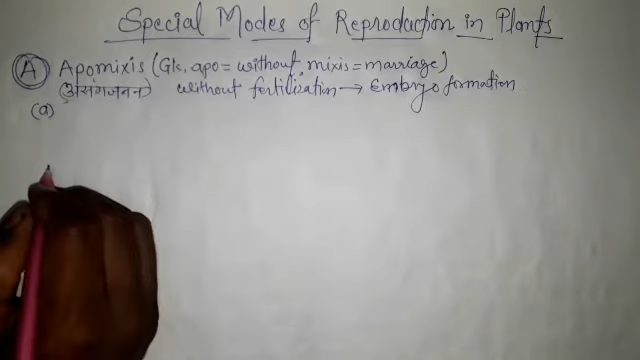 Special Modes of Reproduction in Plants
(A) Apomixis (Gk, apo = without, mixis = marriage)
(असंगजनन) without fertilization → Embryo formation
(a)